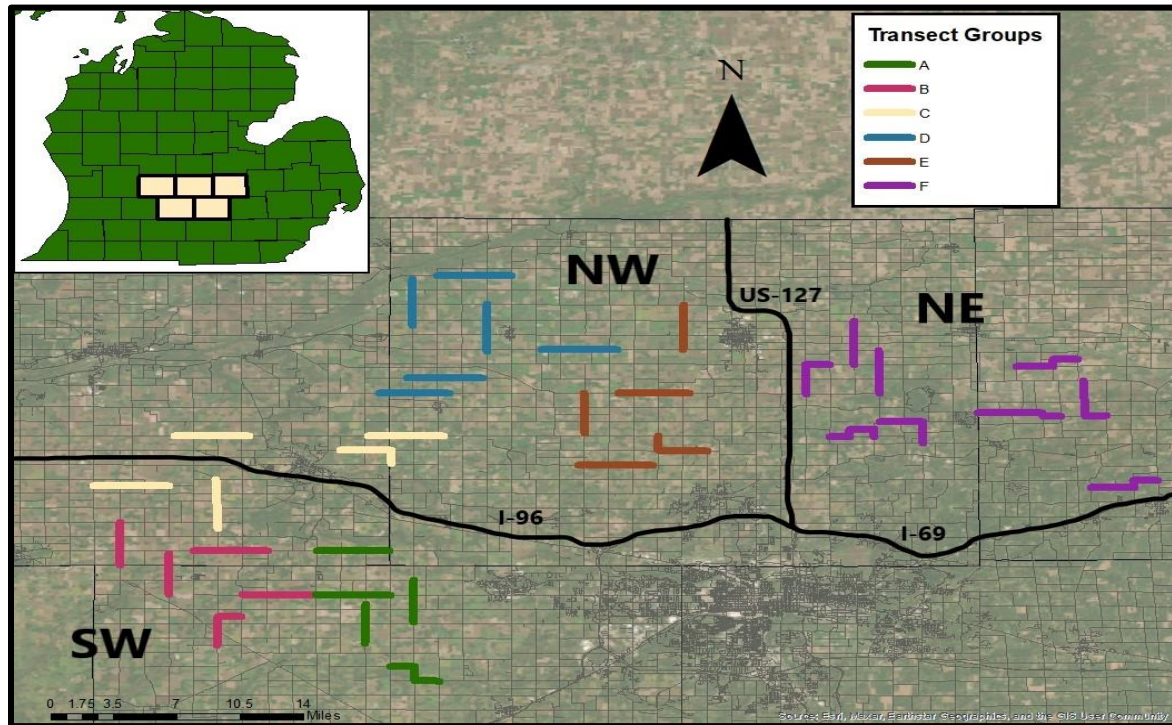 Transect Groups
A
B
C
D
E
F
N
NW
US-127
NE
I-96
I-69
SW
0 1.75 3.5 7 10.5 14
Miles
Source: Esri, Maxar, Earthstar Geographics, and the GIS User Community